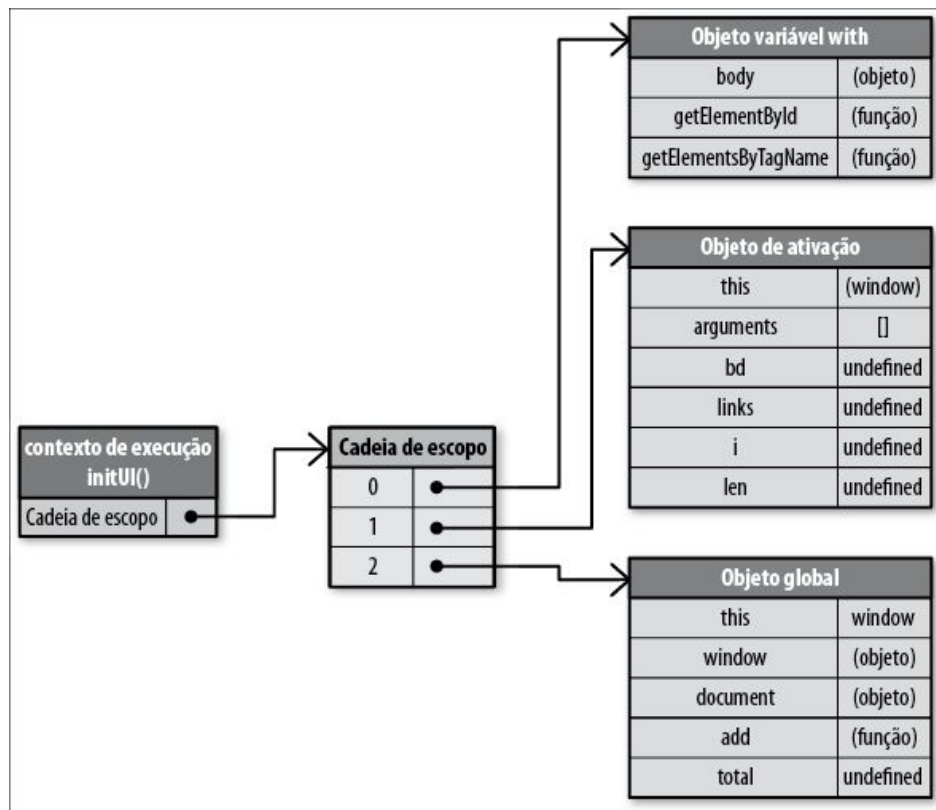 Objeto variável with
body (objeto)
getElementById (função)
getElementsByTagName (função)
Objeto de ativação
this (window)
arguments []
bd undefined
links undefined
i undefined
len undefined
contexto de execução
initUI()
Cadeia de escopo
Cadeia de escopo
0
1
2
Objeto global
this window
window (objeto)
document (objeto)
add (função)
total undefined